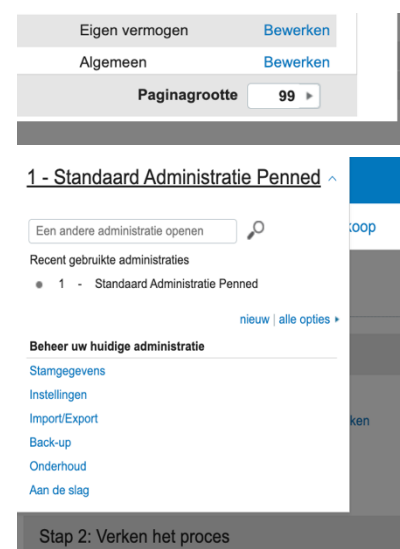 Eigen vermogen Bewerken
Algemeen Bewerken
Paginagrootte 99
1 - Standaard Administratie Penned
Een andere administratie openen
koop
Recent gebruikte administraties
1 - Standaard Administratie Penned
nieuw | alle opties
Beheer uw huidige administratie
Stamgegevens
Instellingen
Import/Export
ken
Back-up
Onderhoud
Aan de slag
Stap 2: Verken het proces